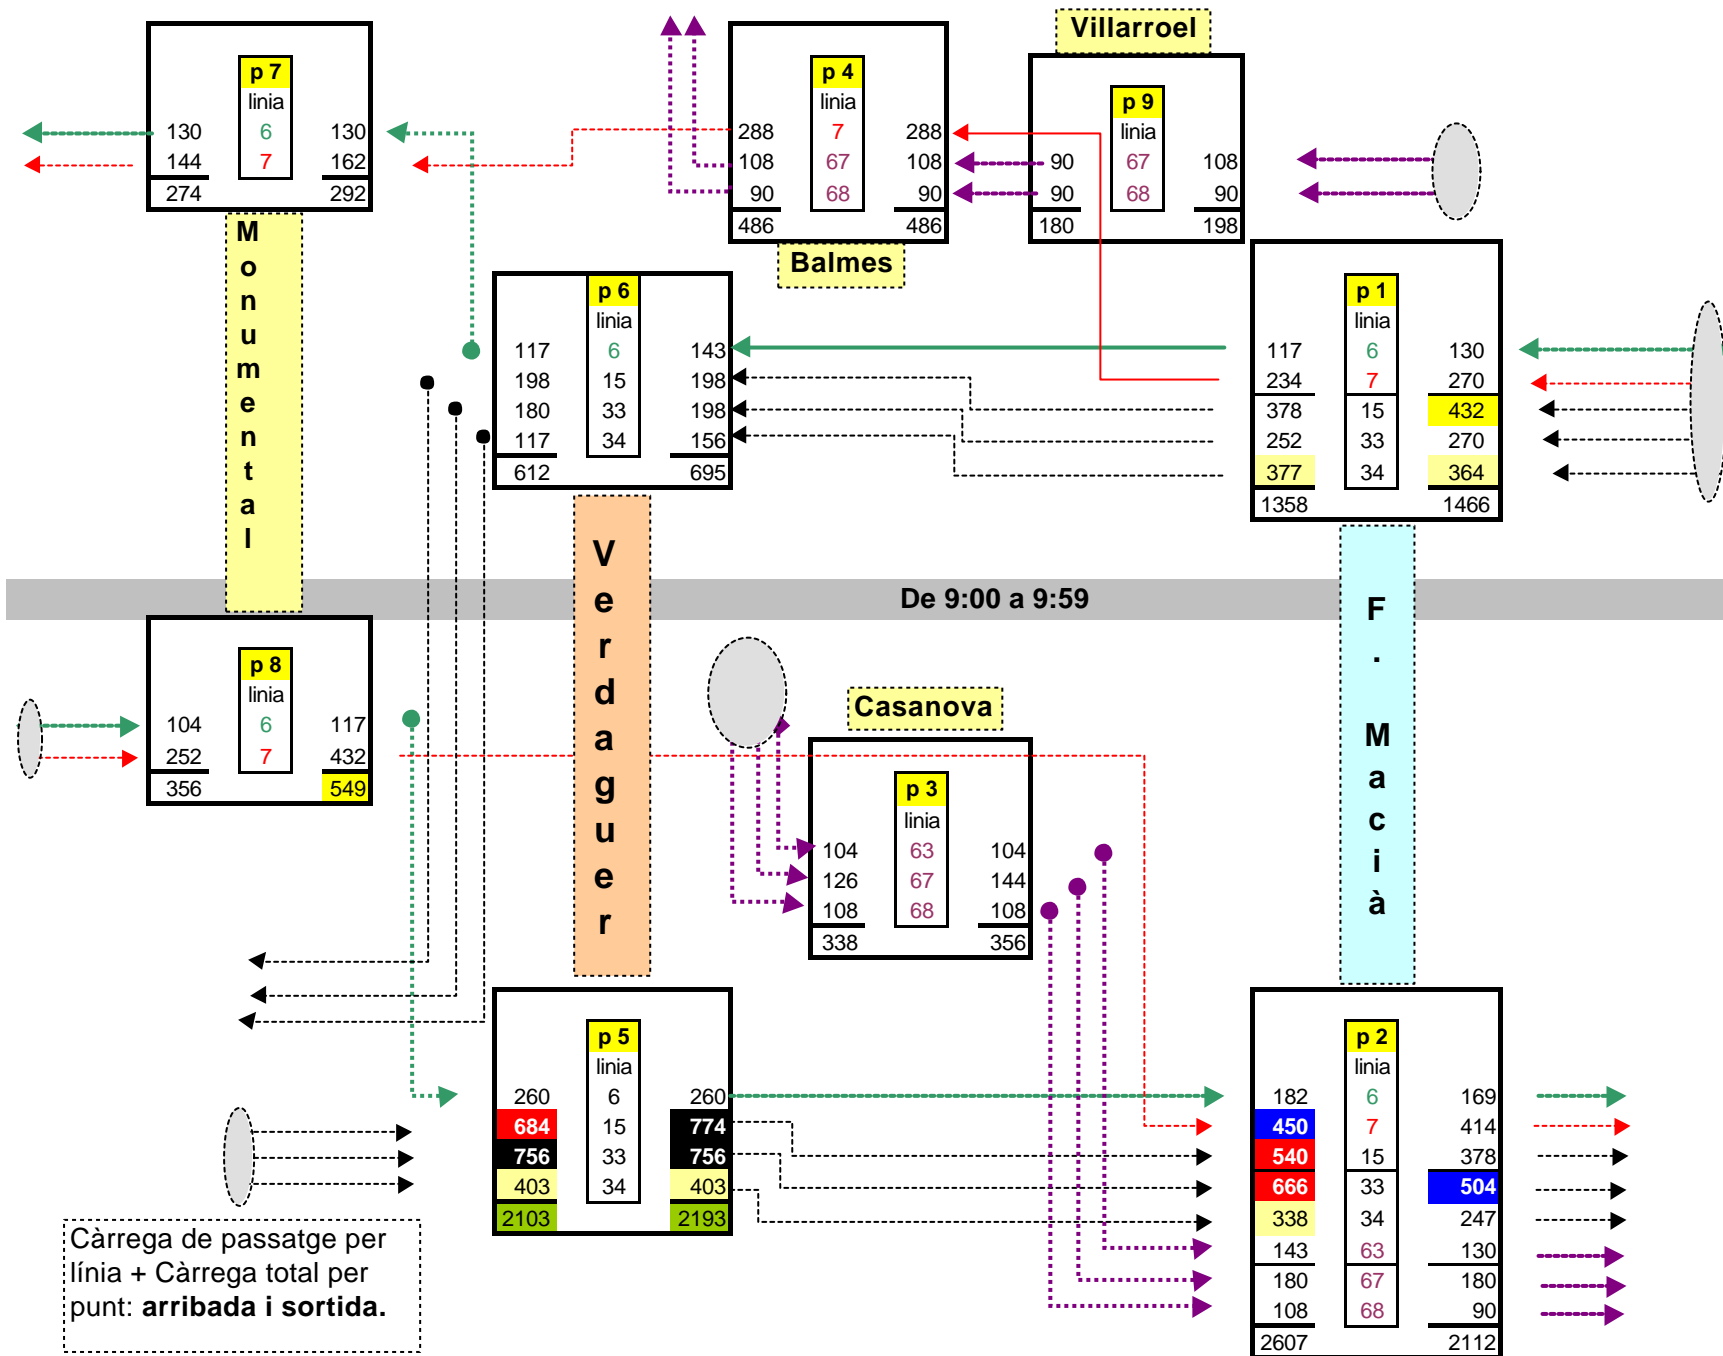 Villarroel
p 7
linia
130 6 130
144 7 162
274 292
p 4
linia
288 7 288
108 67 108
90 68 90
486 486
p 9
linia
90 67 108
90 68 90
180 198
Balmes
Monumental
p 6
linia
117 6 143
198 15 198
180 33 198
117 34 156
612 695
p 1
linia
117 6 130
234 7 270
378 15 432
252 33 270
377 34 364
1358 1466
Verdaguer
F. Macià
De 9:00 a 9:59
p 8
linia
104 6 117
252 7 432
356 549
Casanova
p 3
linia
104 63 104
126 67 144
108 68 108
338 356
p 5
linia
260 6 260
684 15 774
756 33 756
403 34 403
2103 2193
p 2
linia
182 6 169
450 7 414
540 15 378
666 33 504
338 34 247
143 63 130
180 67 180
108 68 90
2607 2112
Càrrega de passatge per
línia + Càrrega total per
punt: arribada i sortida.